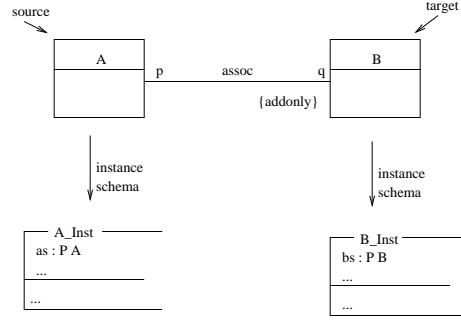 source
target
A
B
p
assoc
q
{addonly}
instance
schema
instance
schema
A_Inst
as : P A
...
...
B_Inst
bs : P B
...
...